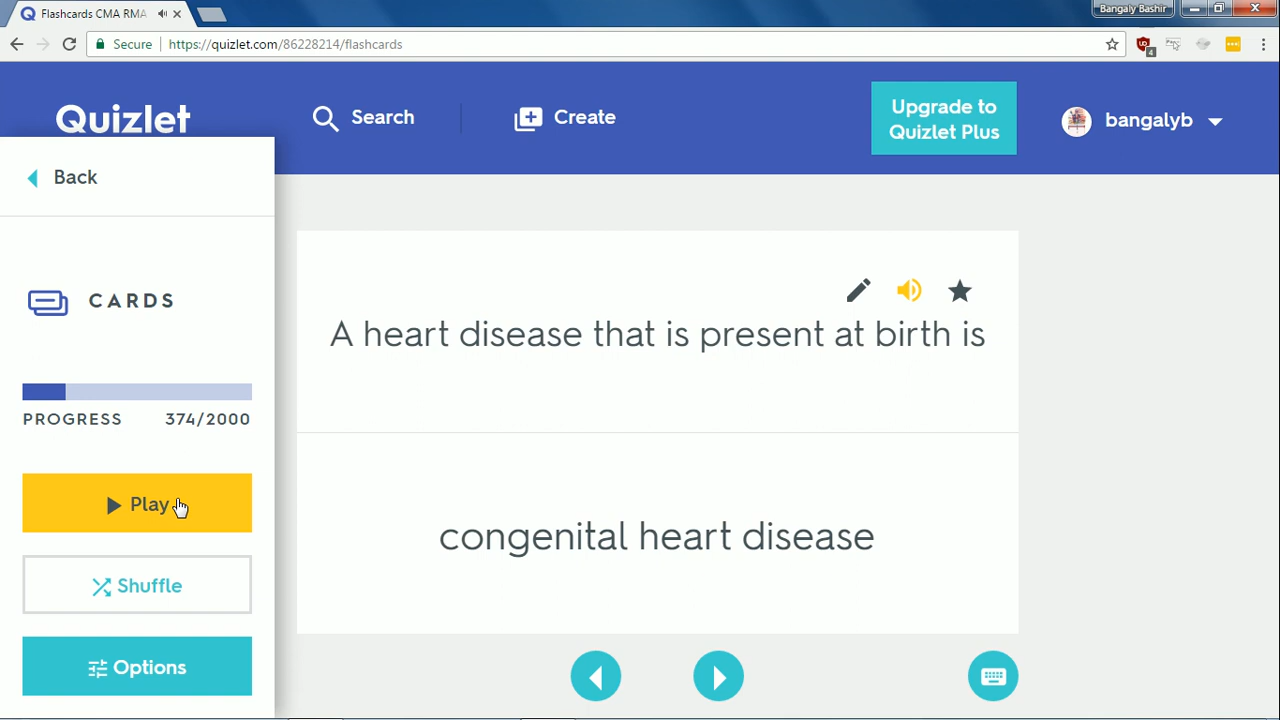 Flashcards CMA RMA
Bangaly Bashir
Secure
https://quizlet.com/86228214/flashcards
4
Quizlet
Search
Create
Upgrade to
Quizlet Plus
bangalyb
Back
CARDS
PROGRESS 374/2000
Play
Shuffle
Options
A heart disease that is present at birth is
congenital heart disease